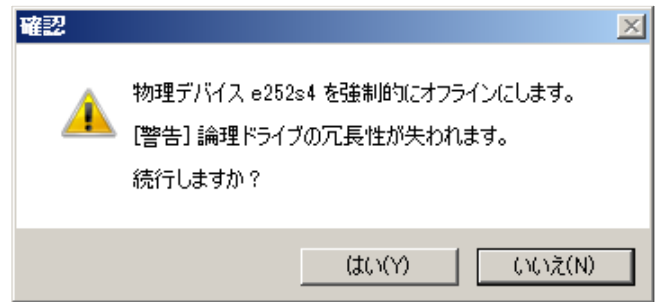 確認
物理デバイス e252s4 を強制的にオフラインにします。
[警告] 論理ドライブの冗長性が失われます。
続行しますか？
はい(Y)
いいえ(N)